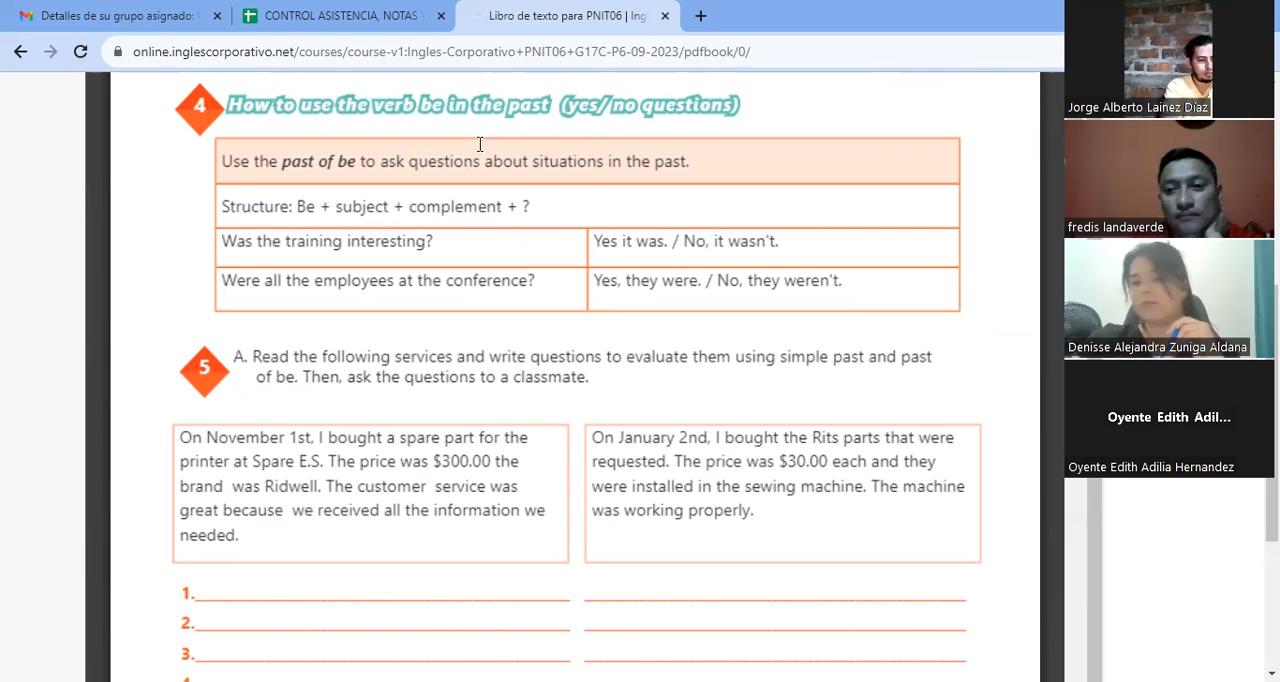 Detalles de su grupo asignado: I
CONTROL ASISTENCIA, NOTAS Y
Libro de texto para PNIT06 | Ing
online.inglescorporativo.net/courses/course-v1:Ingles-Corporativo+PNIT06+G17C-P6-09-2023/pdfbook/0/
4 How to use the verb be in the past (yes//no questions)
Use the past of be to ask questions about situations in the past.
Structure: Be + subject + complement + ?
Was the training interesting? Yes it was. / No, it wasn't.
Were all the employees at the conference? Yes, they were. / No, they weren't.
5 A. Read the following services and write questions to evaluate them using simple past and past
of be. Then, ask the questions to a classmate.
On November 1st, I bought a spare part for the
printer at Spare E.S. The price was $300.00 the
brand was Ridwell. The customer service was
great because we received all the information we
needed.
On January 2nd, I bought the Rits parts that were
requested. The price was $30.00 each and they
were installed in the sewing machine. The machine
was working properly.
1.
2.
3.
Jorge Alberto Lainez Díaz
fredis landaverde
Denisse Alejandra Zuniga Aldana
Oyente Edith Adil...
Oyente Edith Adilia Hernandez